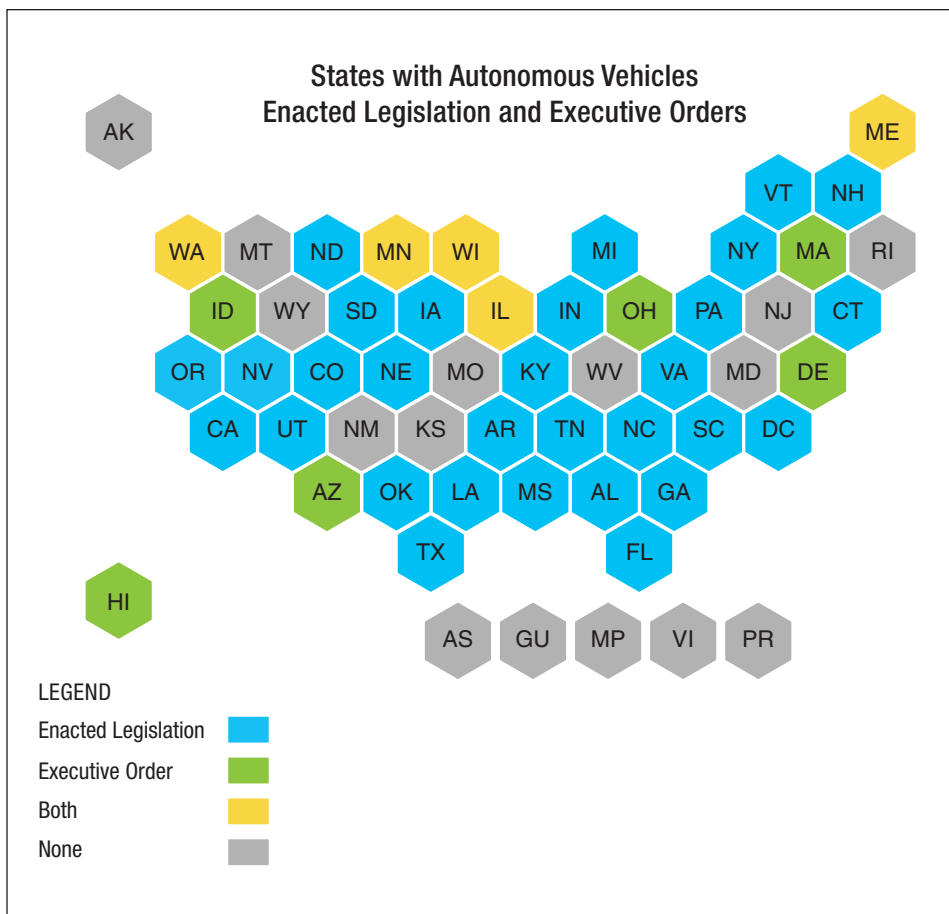 States with Autonomous Vehicles
Enacted Legislation and Executive Orders
AK
ME
VT NH
WA MT ND MN WI MI NY MA RI
ID WY SD IA IL IN OH PA NJ CT
OR NV CO NE MO KY WV VA MD DE
CA UT NM KS AR TN NC SC DC
AZ OK LA MS AL GA
TX FL
HI
AS GU MP VI PR
LEGEND
Enacted Legislation
Executive Order
Both
None